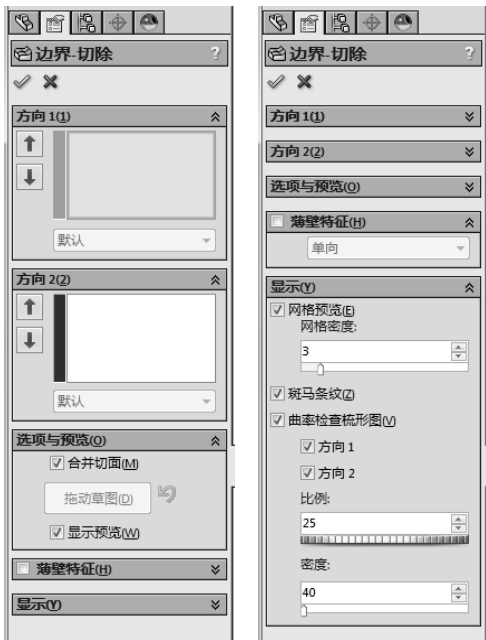 边界-切除
?
方向 1(1)
默认
方向 2(2)
默认
选项与预览(O)
合并切面(M)
拖动草图(D)
显示预览(W)
薄壁特征(H)
显示(Y)
边界-切除
?
方向 1(1)
方向 2(2)
选项与预览(O)
薄壁特征(H)
单向
显示(Y)
网格预览(E)
网格密度:
3
斑马条纹(Z)
曲率检查梳形图(V)
方向 1
方向 2
比例:
25
密度:
40